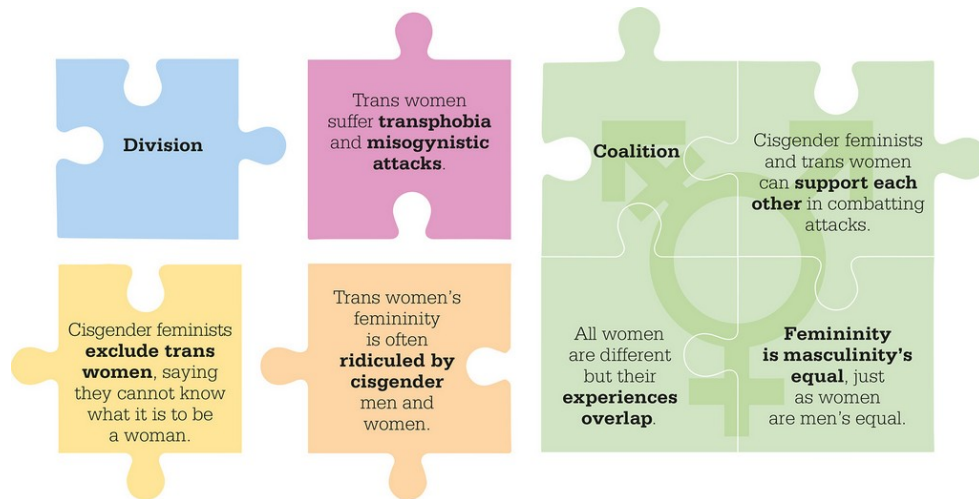 Division
Trans women
suffer transphobia
and misogynistic
attacks.
Cisgender feminists
exclude trans
women, saying
they cannot know
what it is to be
a woman.
Trans women's
femininity
is often
ridiculed by
cisgender
men and
women.
Coalition
Cisgender feminists
and trans women
can support each
other in combatting
attacks.
All women
are different
but their
experiences
overlap.
Femininity
is masculinity's
equal, just
as women
are men's equal.